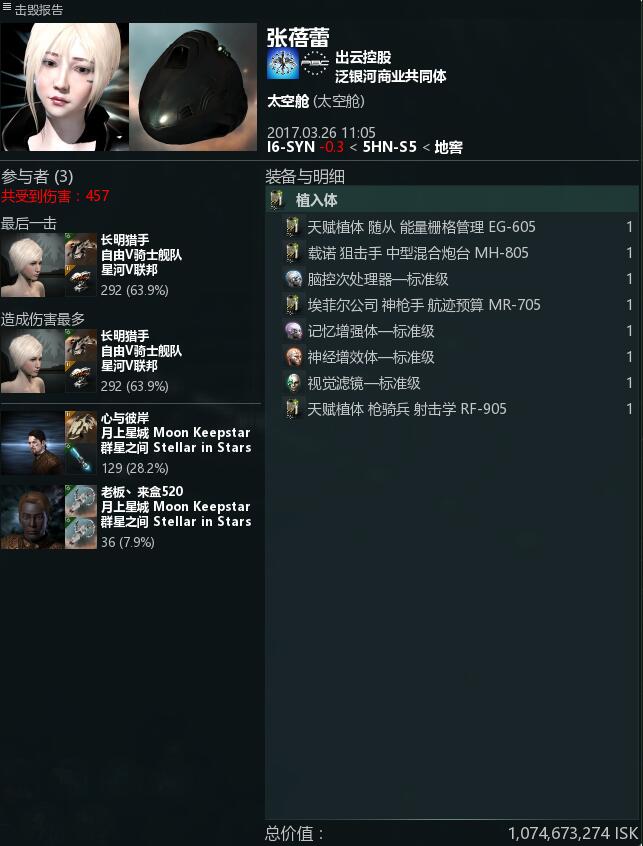 击毁报告
张蓓蕾
出云控股
泛银河商业共同体
太空舱 (太空舱)
2017.03.26 11:05
I6-SYN -0.3 < 5HN-S5 < 地窖
参与者 (3)
共受到伤害：457
最后一击
长明猎手
自由V骑士舰队
星河V联邦
292 (63.9%)
造成伤害最多
长明猎手
自由V骑士舰队
星河V联邦
292 (63.9%)
心与彼岸
月上星城 Moon Keepstar
群星之间 Stellar in Stars
129 (28.2%)
老板、来盒520
月上星城 Moon Keepstar
群星之间 Stellar in Stars
36 (7.9%)
装备与明细
植入体
天赋植体 随从 能量栅格管理 EG-605 1
载诺 狙击手 中型混合炮台 MH-805 1
脑控次处理器—标准级 1
埃菲尔公司 神枪手 航迹预算 MR-705 1
记忆增强体—标准级 1
神经增效体—标准级 1
视觉滤镜—标准级 1
天赋植体 枪骑兵 射击学 RF-905 1
总价值： 1,074,673,274 ISK